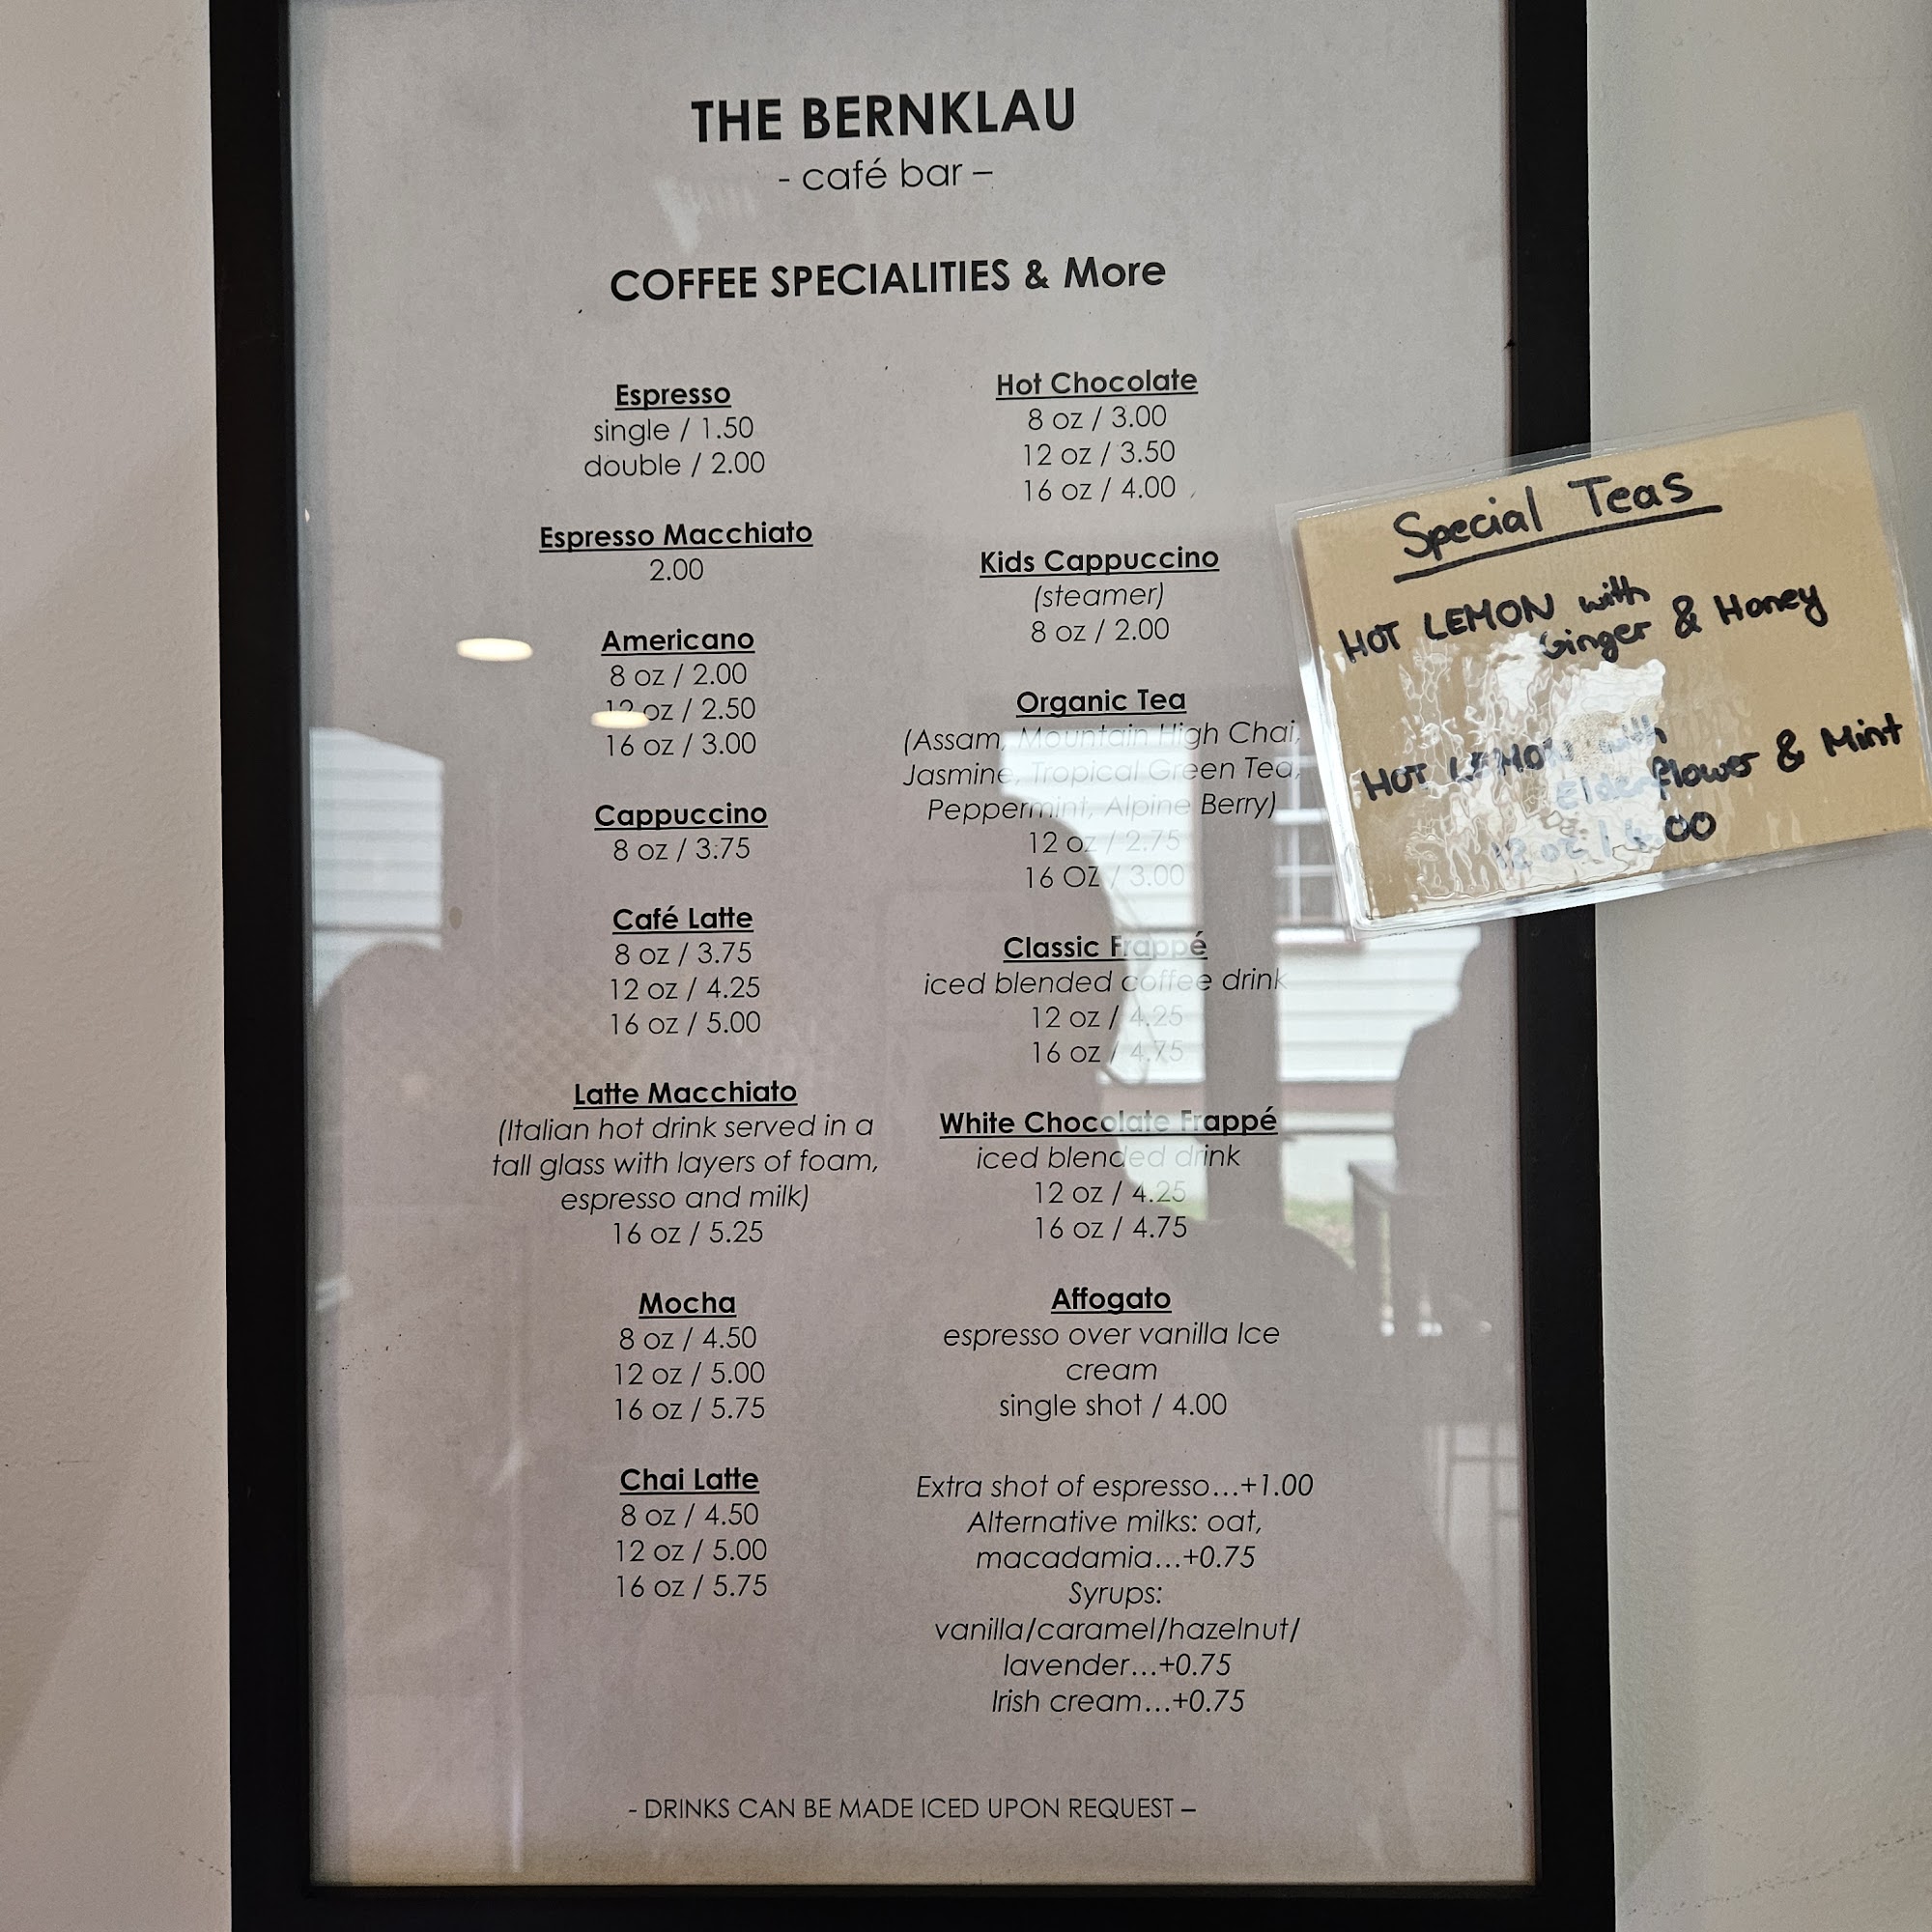 THE BERNKLAU
- café bar –
COFFEE SPECIALITIES & More
Espresso
single / 1.50
double / 2.00
Espresso Macchiato
2.00
Americano
8 oz / 2.00
12 oz / 2.50
16 oz / 3.00
Cappuccino
8 oz / 3.75
Café Latte
8 oz / 3.75
12 oz / 4.25
16 oz / 5.00
Latte Macchiato
(Italian hot drink served in a
tall glass with layers of foam,
espresso and milk)
16 oz / 5.25
Mocha
8 oz / 4.50
12 oz / 5.00
16 oz / 5.75
Chai Latte
8 oz / 4.50
12 oz / 5.00
16 oz / 5.75
Hot Chocolate
8 oz / 3.00
12 oz / 3.50
16 oz / 4.00
Kids Cappuccino
(steamer)
8 oz / 2.00
Organic Tea
(Assam, Mountain High Chai,
Jasmine, Tropical Green Tea,
Peppermint, Alpine Berry)
12 oz / 2.75
16 OZ / 3.00
Classic Frappé
iced blended coffee drink
12 oz / 4.25
16 oz / 4.75
White Chocolate Frappé
iced blended drink
12 oz / 4.25
16 oz / 4.75
Affogato
espresso over vanilla Ice
cream
single shot / 4.00
Extra shot of espresso…+1.00
Alternative milks: oat,
macadamia…+0.75
Syrups:
vanilla/caramel/hazelnut/
lavender…+0.75
Irish cream…+0.75
- DRINKS CAN BE MADE ICED UPON REQUEST –
Special Teas
HOT LEMON with
Ginger & Honey
HOT LEMON with
Elderflower & Mint
12 oz / 4.00